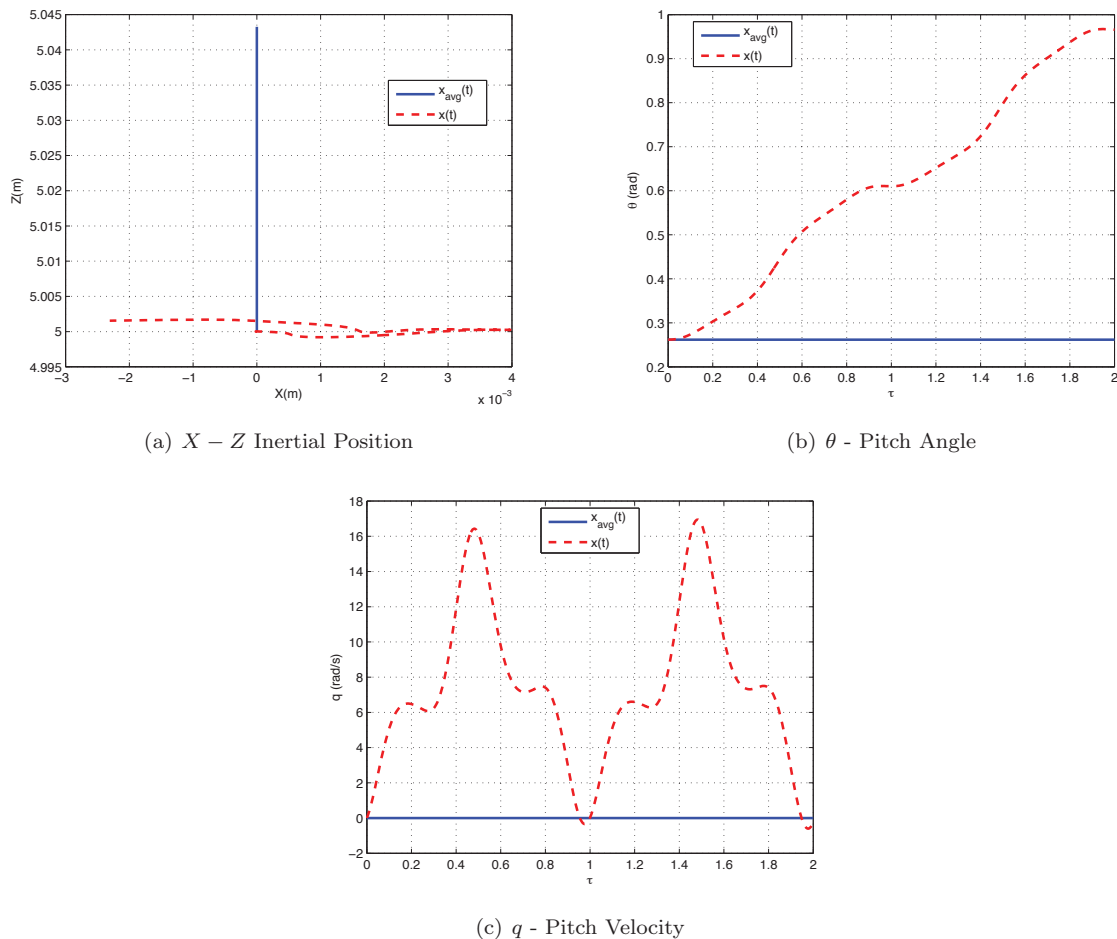 5.045
5.04
5.035
5.03
5.025
5.02
5.015
5.01
5.005
5
4.995
Z(m)
x_avg(t)
x(t)
−3 −2 −1 0 1 2 3 4
X(m)
x 10⁻³
(a) X − Z Inertial Position
1
0.9
0.8
0.7
0.6
0.5
0.4
0.3
0.2
θ (rad)
x_avg(t)
x(t)
0 0.2 0.4 0.6 0.8 1 1.2 1.4 1.6 1.8 2
τ
(b) θ - Pitch Angle
18
16
14
12
10
8
6
4
2
0
−2
q (rad/s)
x_avg(t)
x(t)
0 0.2 0.4 0.6 0.8 1 1.2 1.4 1.6 1.8 2
τ
(c) q - Pitch Velocity